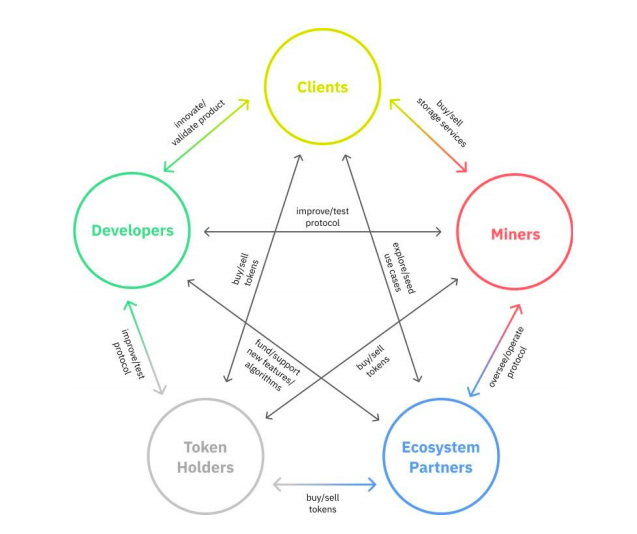 Clients
innovate/
validate product
buy/sell
storage services
Developers
improve/test
protocol
Miners
buy/sell
tokens
explore/seed
use cases
improve/test
protocol
fund/support
new features/
algorithms
buy/sell
tokens
oversee/operate
protocol
Token
Holders
Ecosystem
Partners
buy/sell
tokens